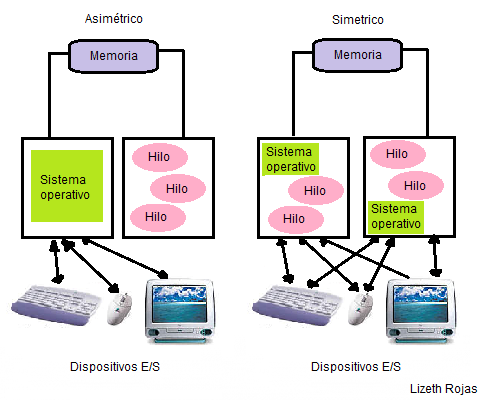 Asimétrico
Simetrico
Memoria
Memoria
Sistema
operativo
Hilo
Hilo
Hilo
Sistema
operativo
Hilo
Hilo
Hilo
Hilo
Sistema
operativo
Dispositivos E/S
Dispositivos E/S
Lizeth Rojas